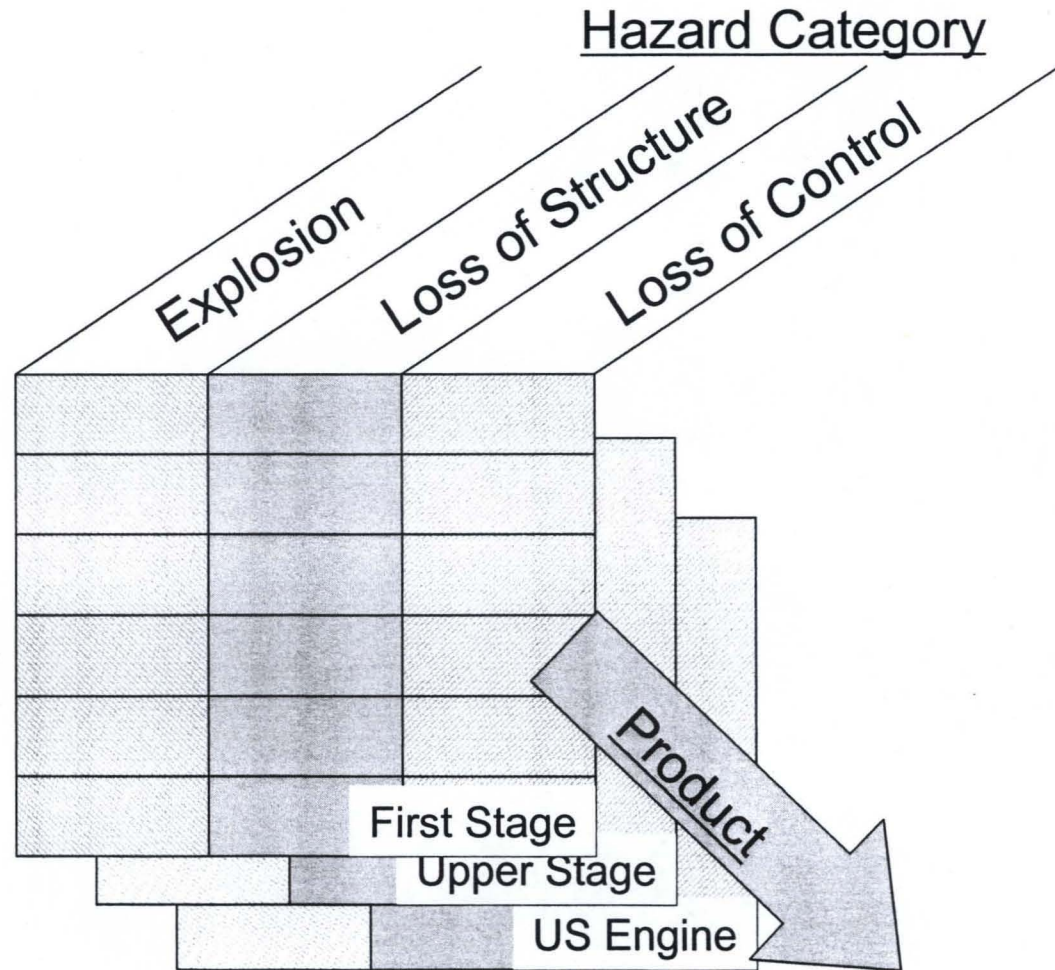 Hazard Category
Explosion
Loss of Structure
Loss of Control
Product
First Stage
Upper Stage
US Engine